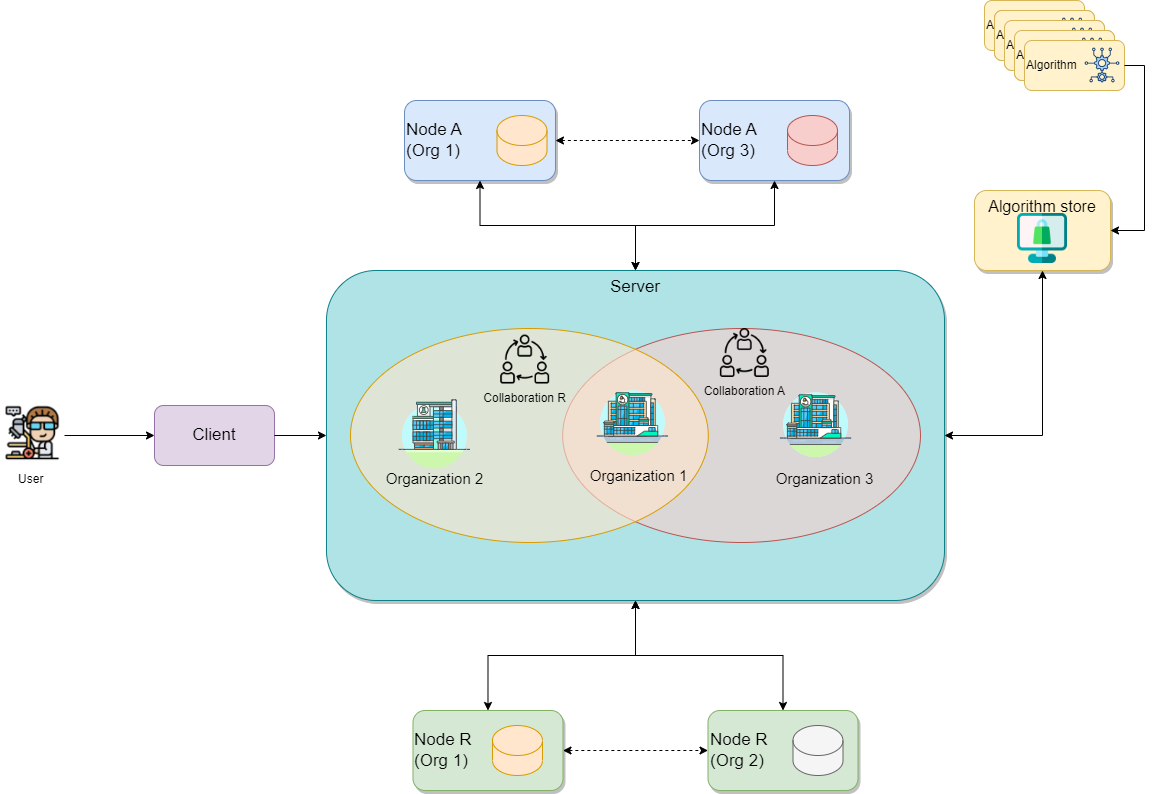 A
A
A
A
Algorithm
Node A
(Org 1)
Node A
(Org 3)
Algorithm store
Server
Collaboration R
Collaboration A
Client
Organization 2
Organization 1
Organization 3
User
Node R
(Org 1)
Node R
(Org 2)